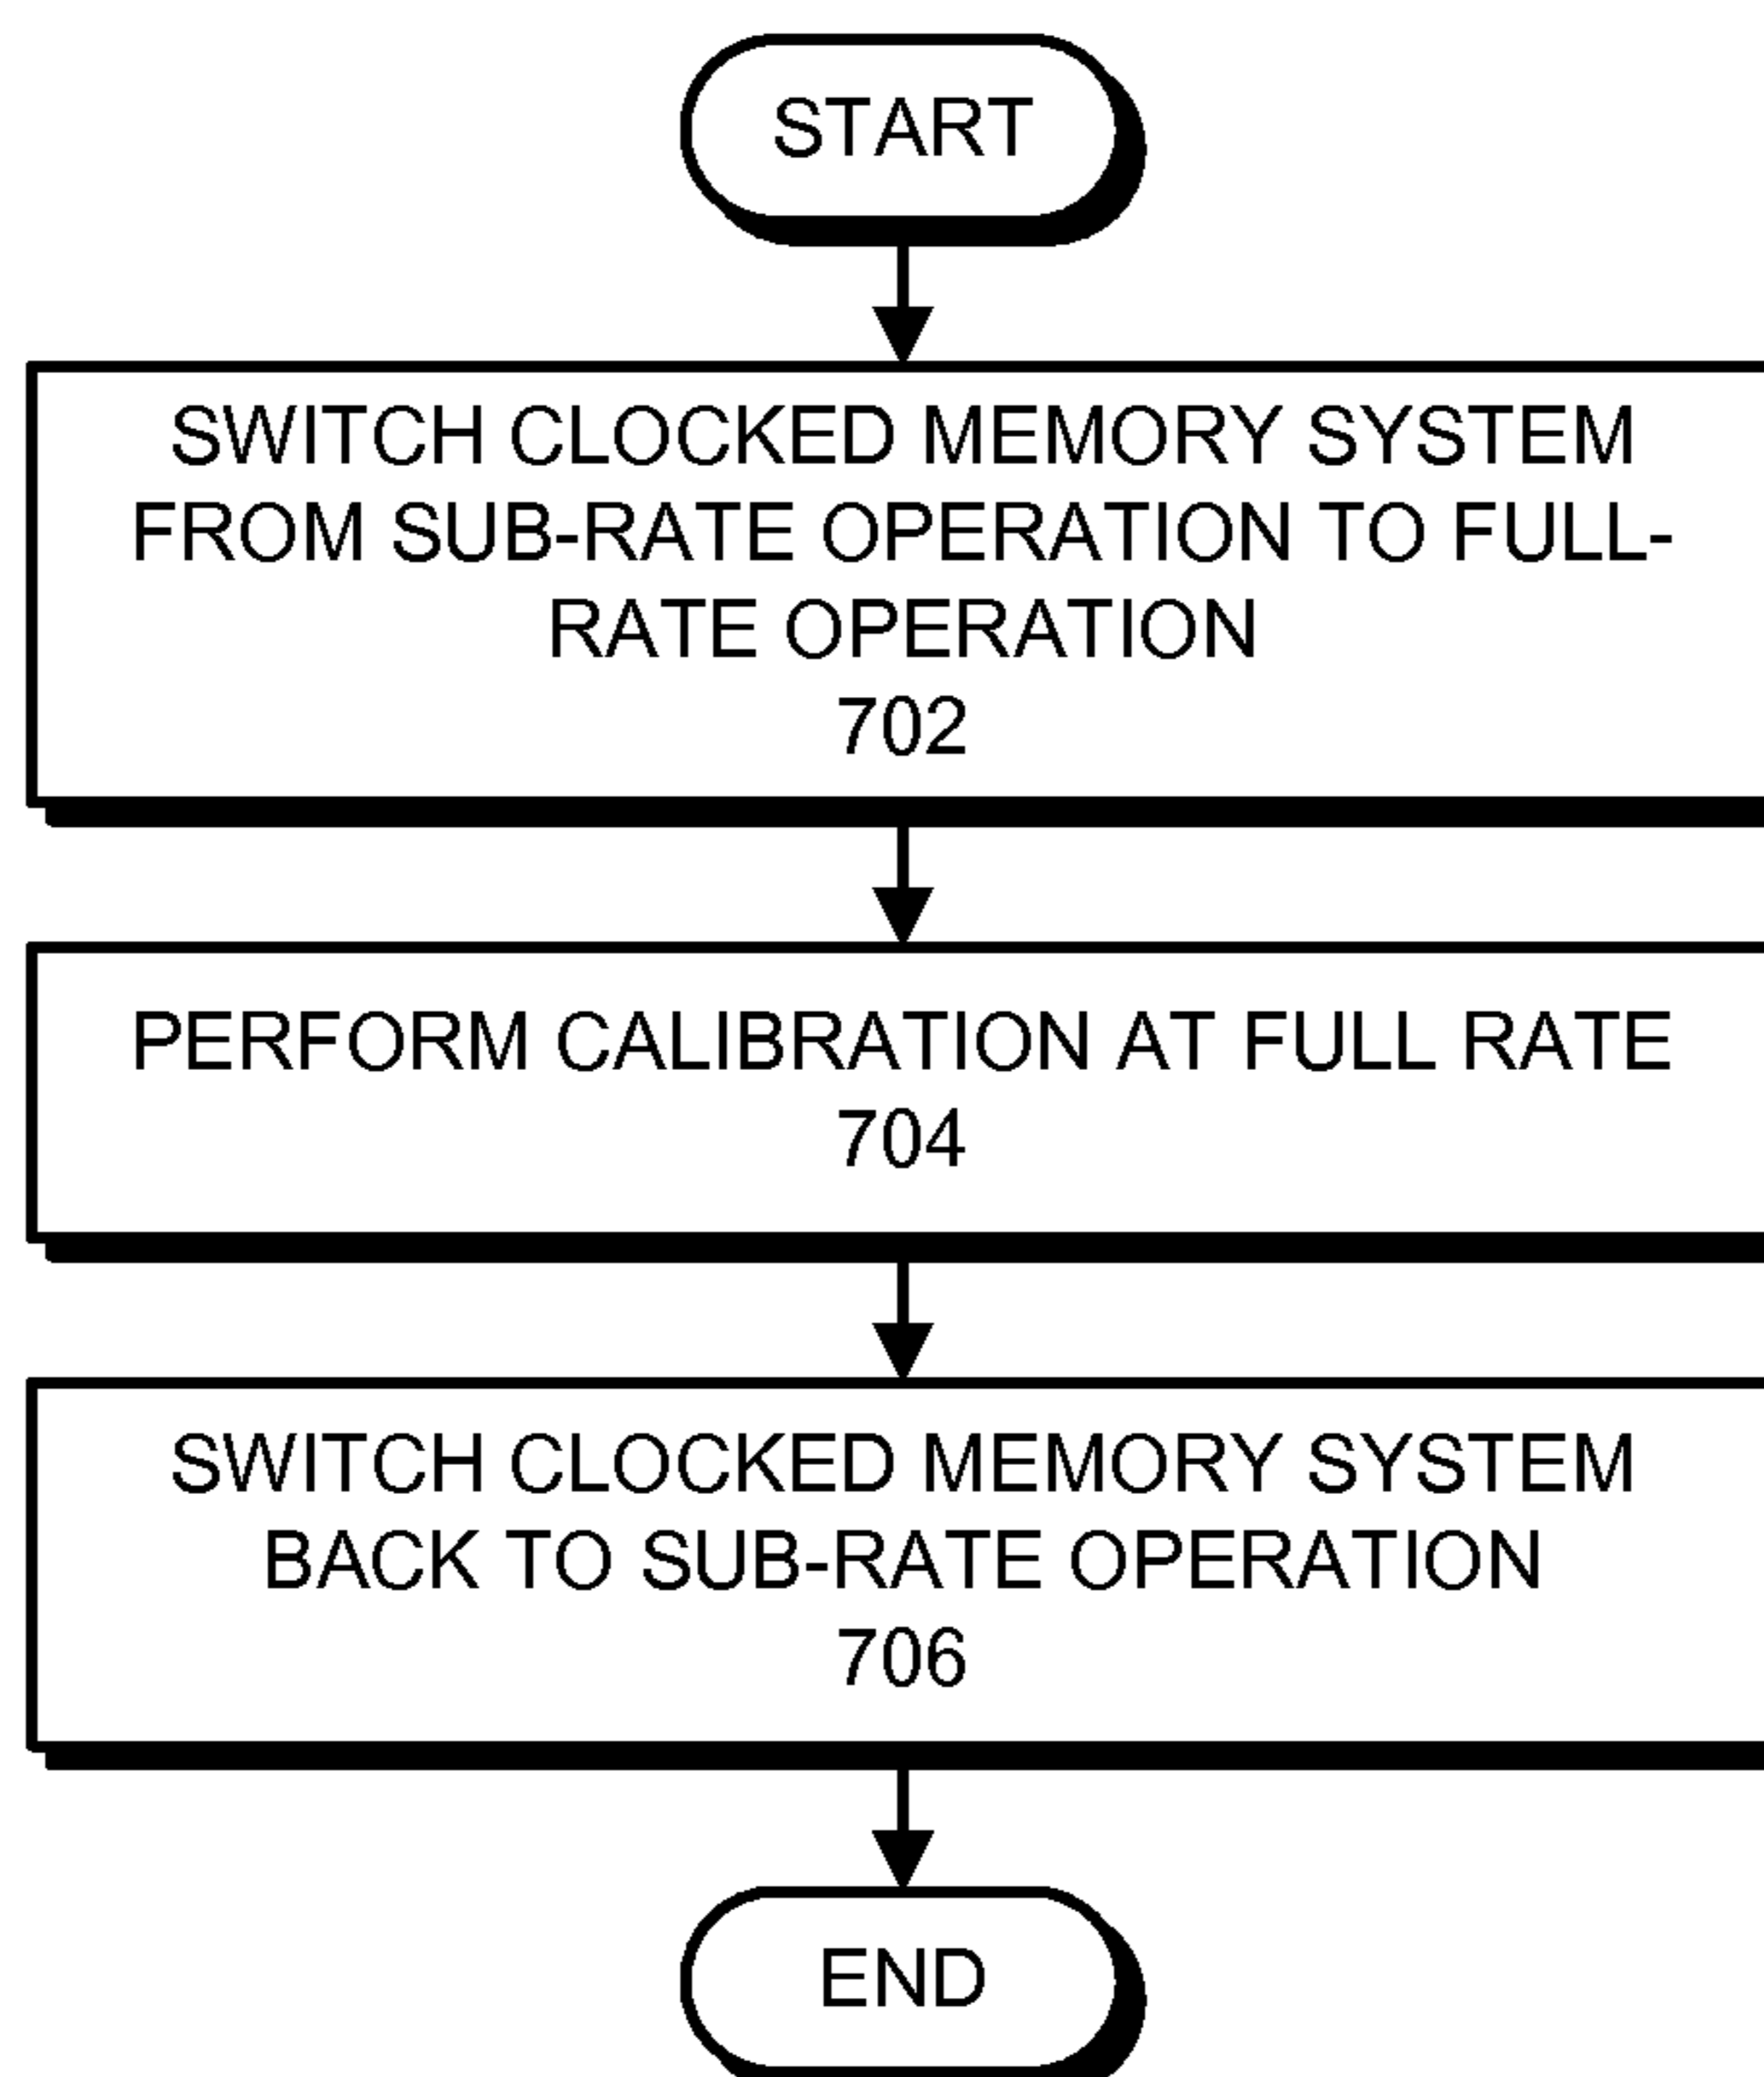 START
SWITCH CLOCKED MEMORY SYSTEM
FROM SUB-RATE OPERATION TO FULL-
RATE OPERATION
702
PERFORM CALIBRATION AT FULL RATE
704
SWITCH CLOCKED MEMORY SYSTEM
BACK TO SUB-RATE OPERATION
706
END